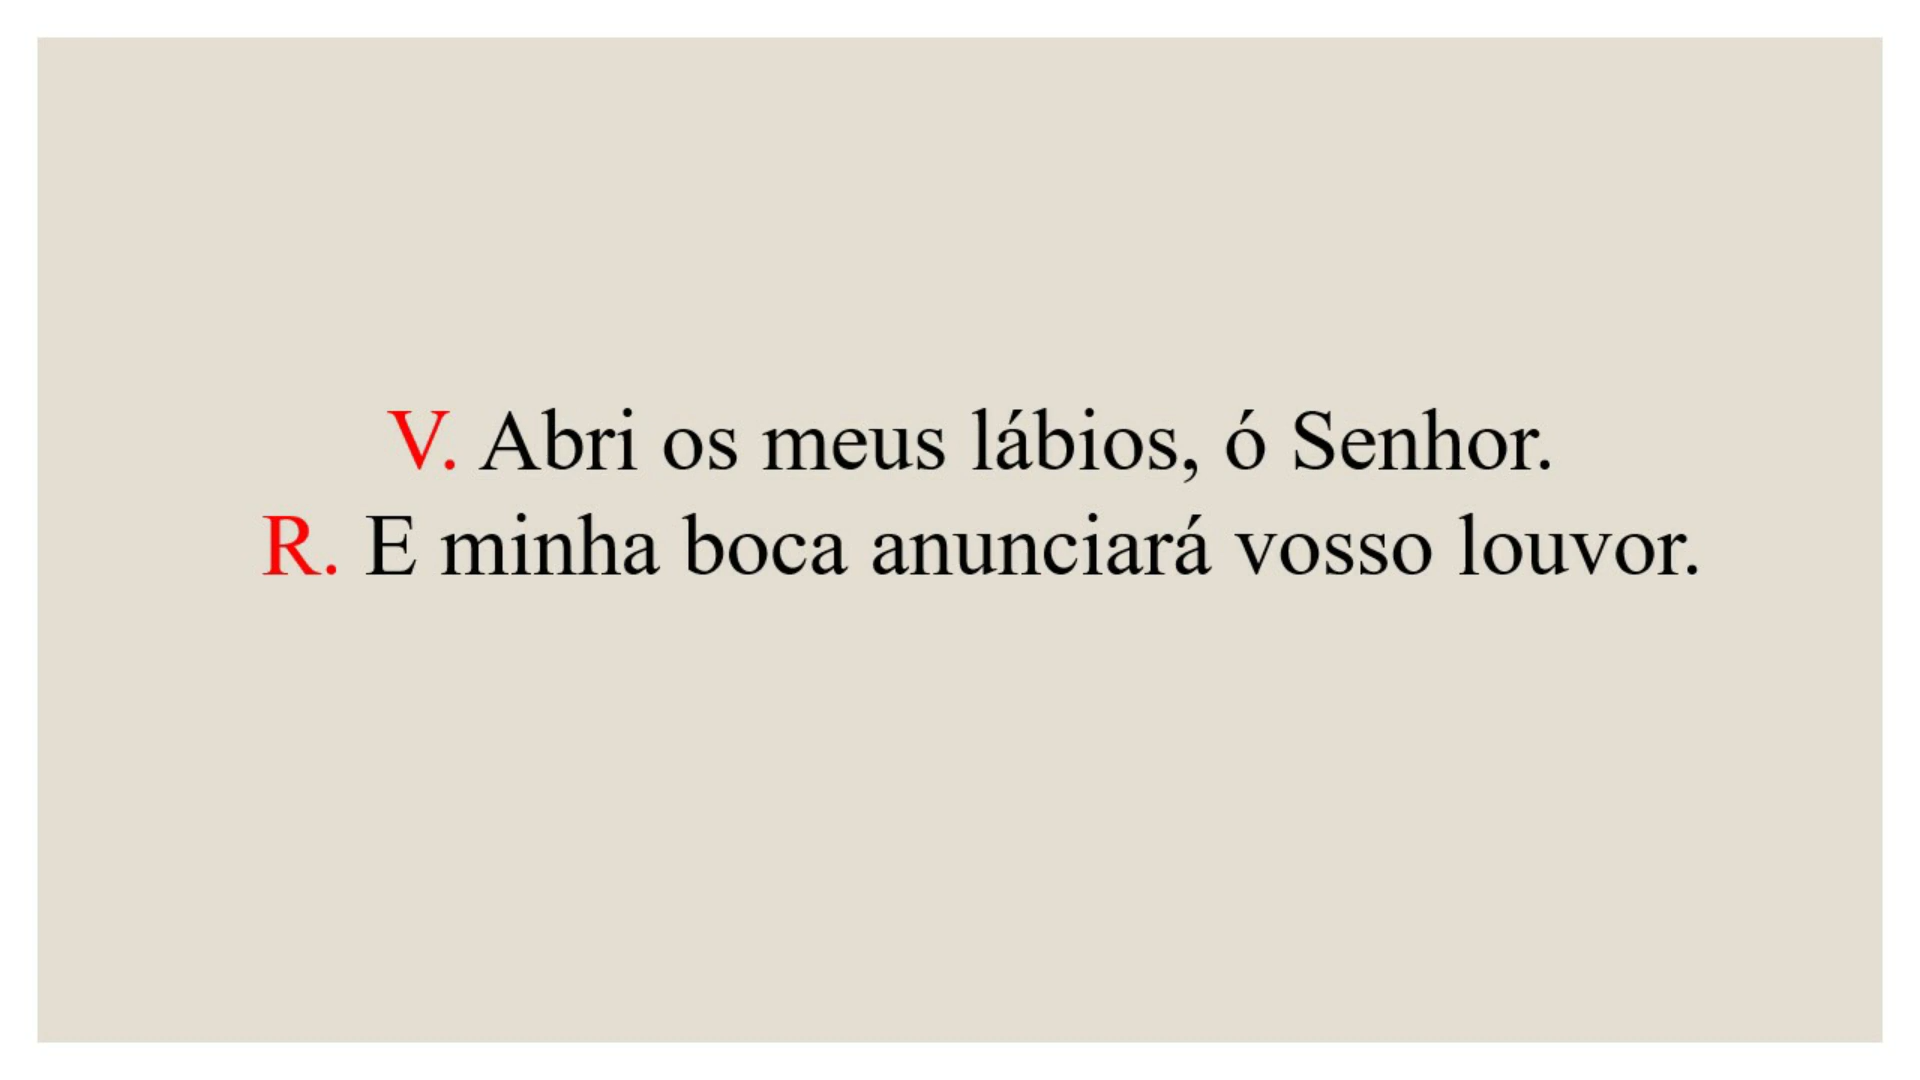 V. Abri os meus lábios, ó Senhor.
R. E minha boca anunciará vosso louvor.